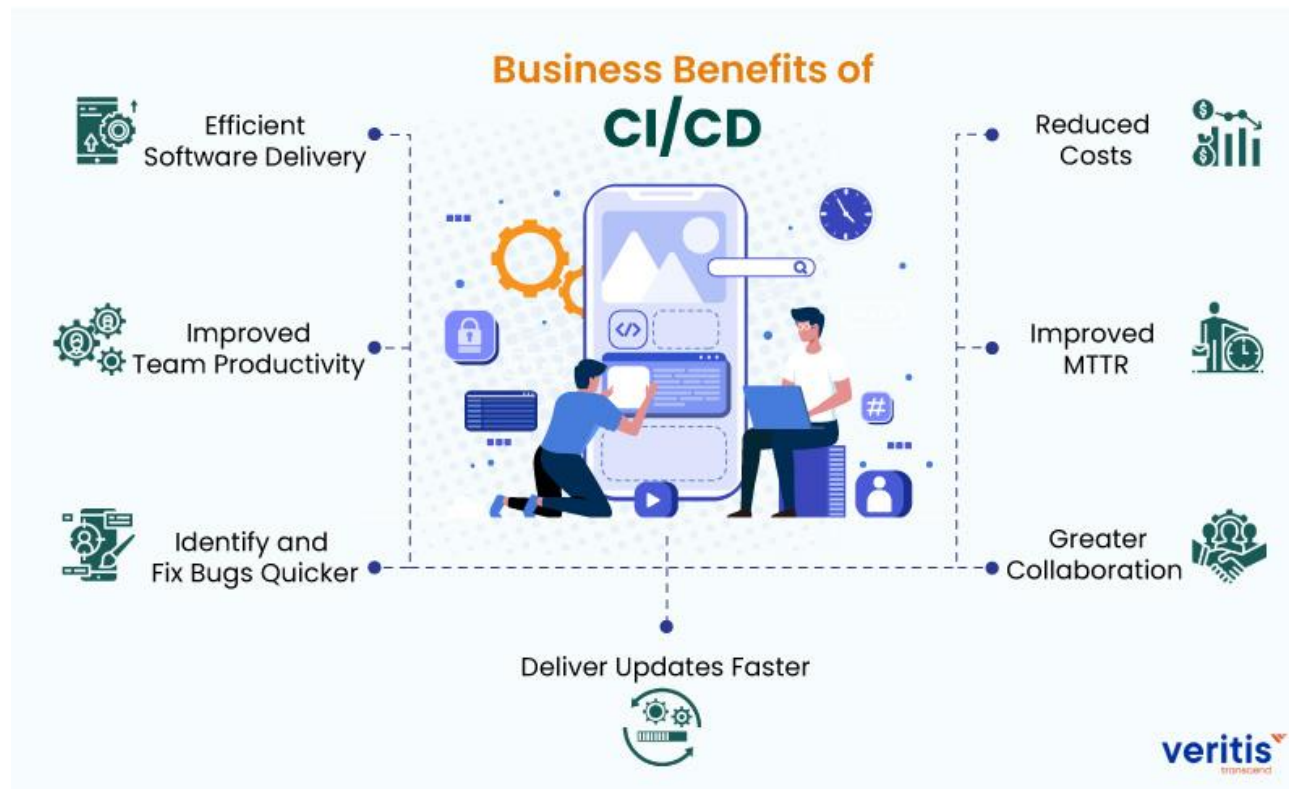 Business Benefits of
CI/CD
Efficient
Software Delivery
Improved
Team Productivity
Identify and
Fix Bugs Quicker
Reduced
Costs
Improved
MTTR
Greater
Collaboration
Deliver Updates Faster
</>
#
$
$
$
veritis
transcend